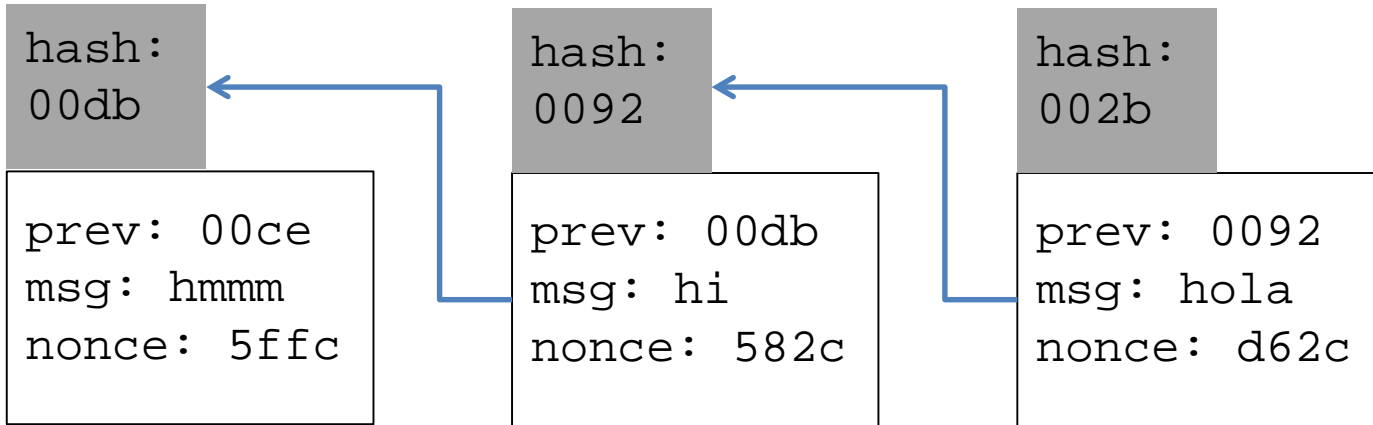 hash:
00db
prev: 00ce
msg: hmmm
nonce: 5ffc
hash:
0092
prev: 00db
msg: hi
nonce: 582c
hash:
002b
prev: 0092
msg: hola
nonce: d62c